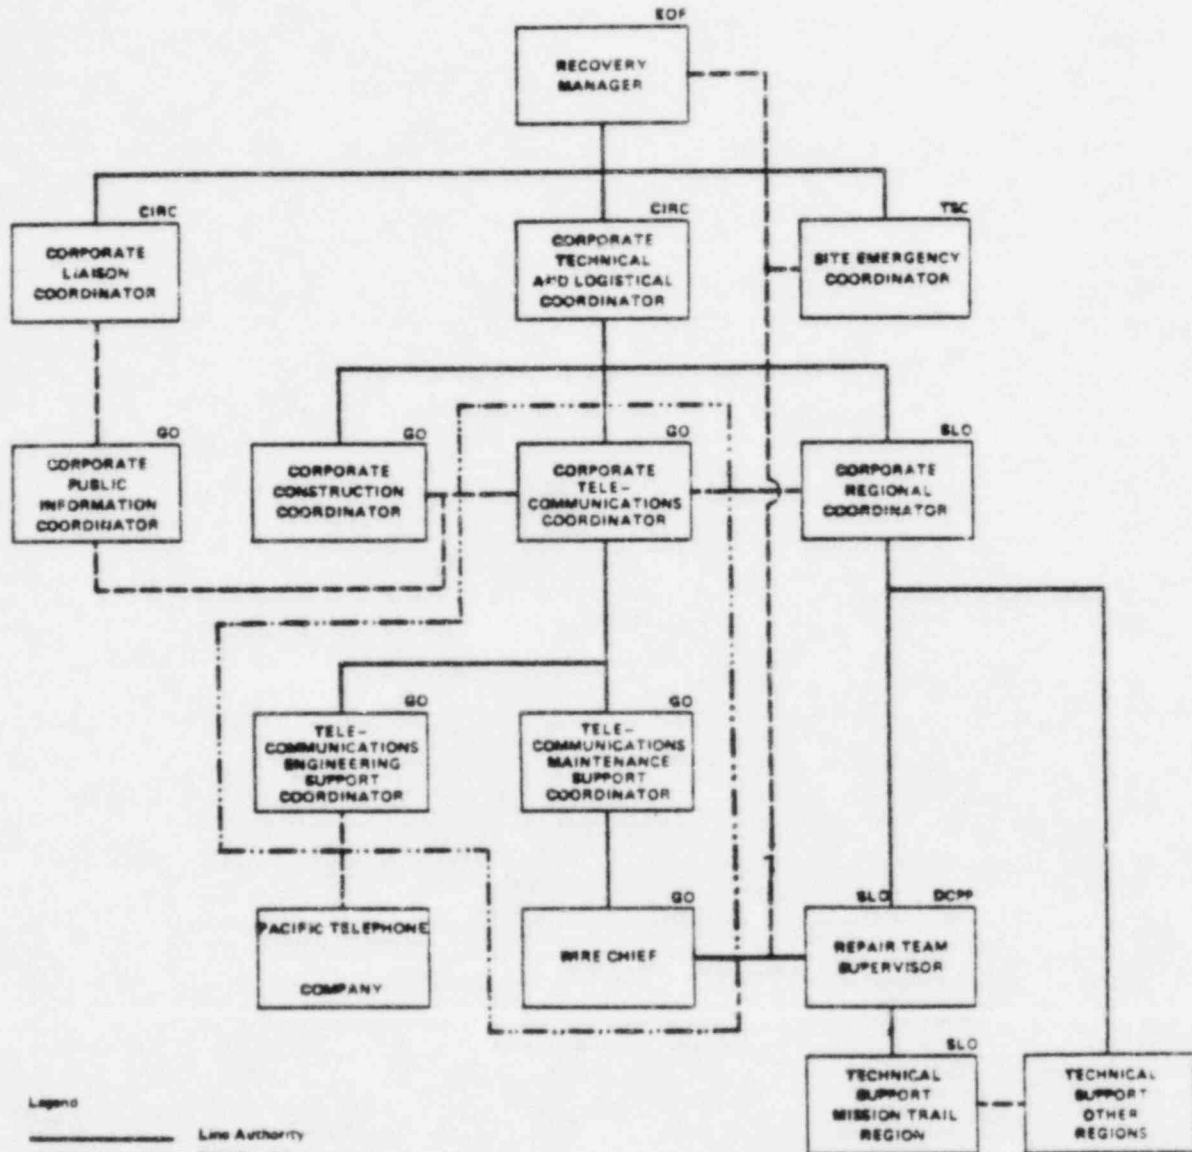 EOF
RECOVERY
MANAGER
CIRC
CORPORATE
LIAISON
COORDINATOR
CIRC
CORPORATE
TECHNICAL
AND LOGISTICAL
COORDINATOR
TSC
SITE EMERGENCY
COORDINATOR
GO
CORPORATE
PUBLIC
INFORMATION
COORDINATOR
GO
CORPORATE
CONSTRUCTION
COORDINATOR
GO
CORPORATE
TELE-
COMMUNICATIONS
COORDINATOR
SLO
CORPORATE
REGIONAL
COORDINATOR
GO
TELE-
COMMUNICATIONS
ENGINEERING
SUPPORT
COORDINATOR
GO
TELE-
COMMUNICATIONS
MAINTENANCE
SUPPORT
COORDINATOR
PACIFIC TELEPHONE
COMPANY
GO
WIRE CHIEF
SLO DCPP
REPAIR TEAM
SUPERVISOR
SLO
TECHNICAL
SUPPORT
MISSION TRAIL
REGION
TECHNICAL
SUPPORT
OTHER
REGIONS
Legend
Line Authority